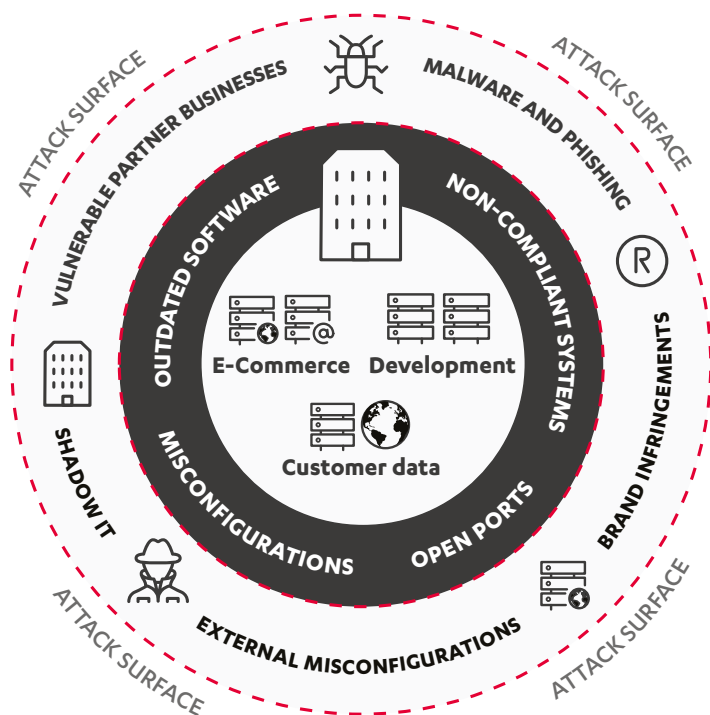 ATTACK SURFACE
ATTACK SURFACE
VULNERABLE PARTNER BUSINESSES
MALWARE AND PHISHING
R
BRAND INFRINGEMENTS
EXTERNAL MISCONFIGURATIONS
SHADOW IT
OUTDATED SOFTWARE
NON-COMPLIANT SYSTEMS
OPEN PORTS
MISCONFIGURATIONS
@
E-Commerce
Development
Customer data
ATTACK SURFACE
ATTACK SURFACE